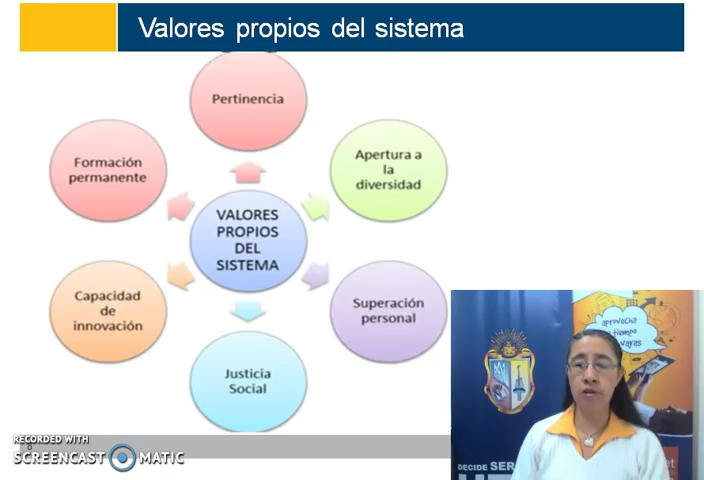 Valores propios del sistema
Pertinencia
Formación
permanente
Apertura a
la
diversidad
VALORES
PROPIOS
DEL
SISTEMA
Capacidad
de
innovación
Superación
personal
Justicia
Social
aprovecha
tiempo
vayas
RECORDED WITH
SCREENCAST MATIC
DECIDE SER